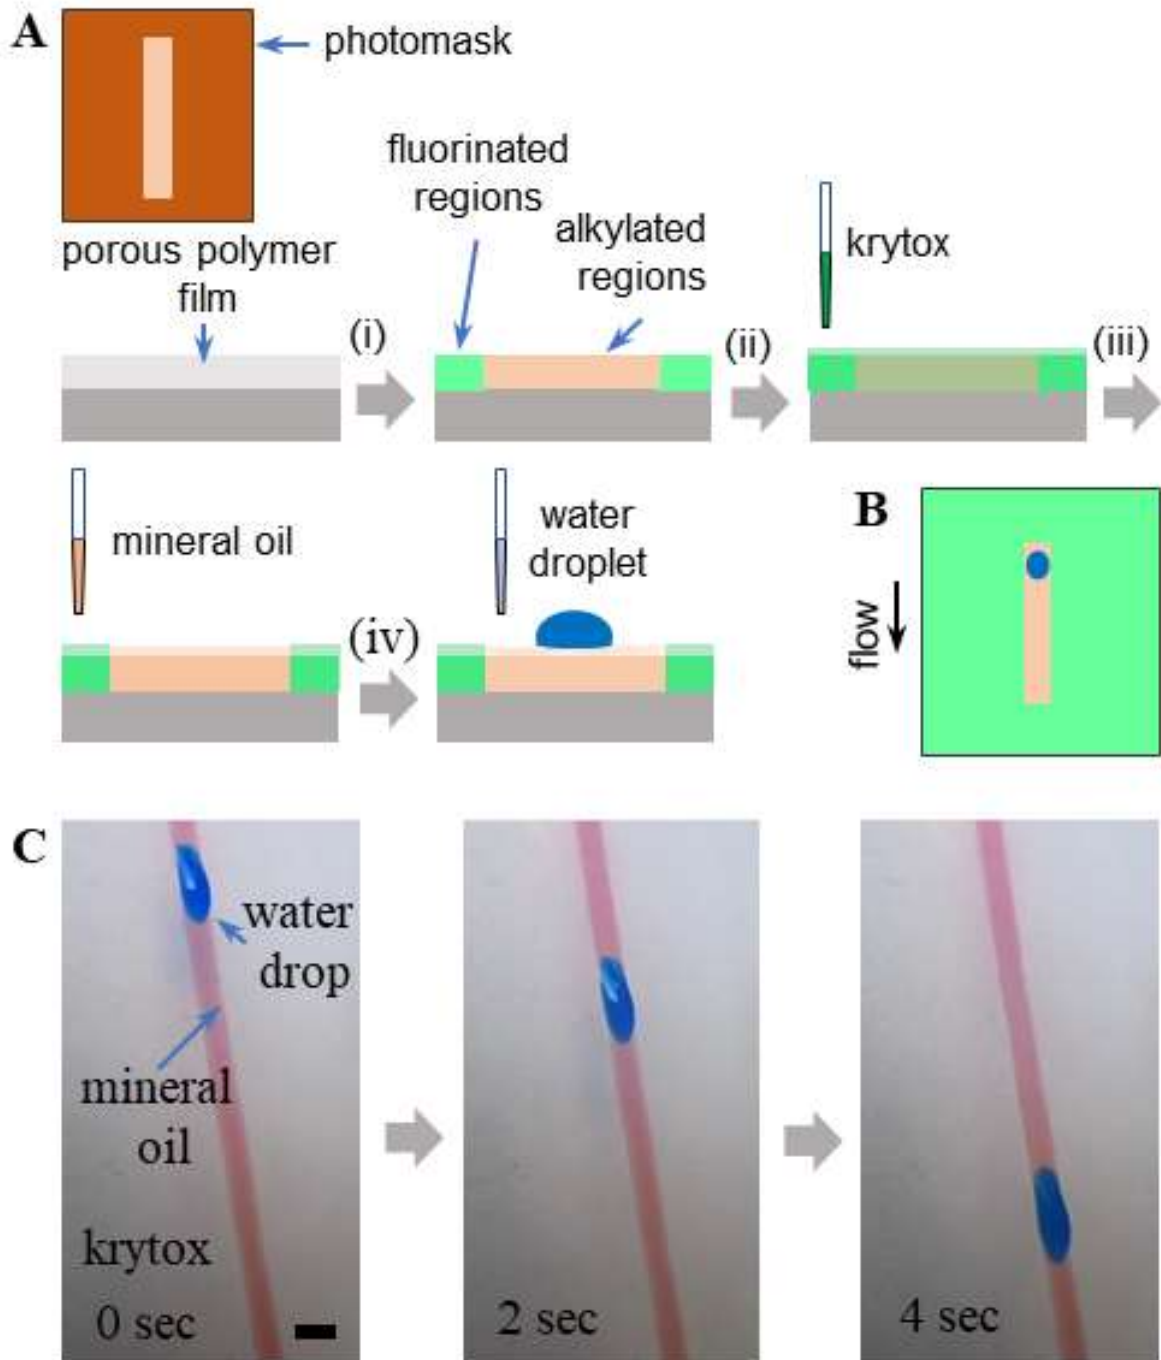 A
photomask
fluorinated
regions
alkylated
regions
krytox
porous polymer
film
(i)
(ii)
(iii)
mineral oil
(iv)
water
droplet
B
flow
C
water
drop
mineral
oil
krytox
0 sec
2 sec
4 sec